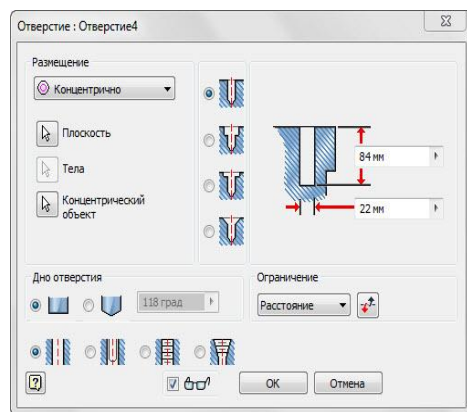 Отверстие : Отверстие4
Размещение
Концентрично
Плоскость
Тела
Концентрический
объект
84 мм
22 мм
Дно отверстия
118 град
Ограничение
Расстояние
?
OK
Отмена